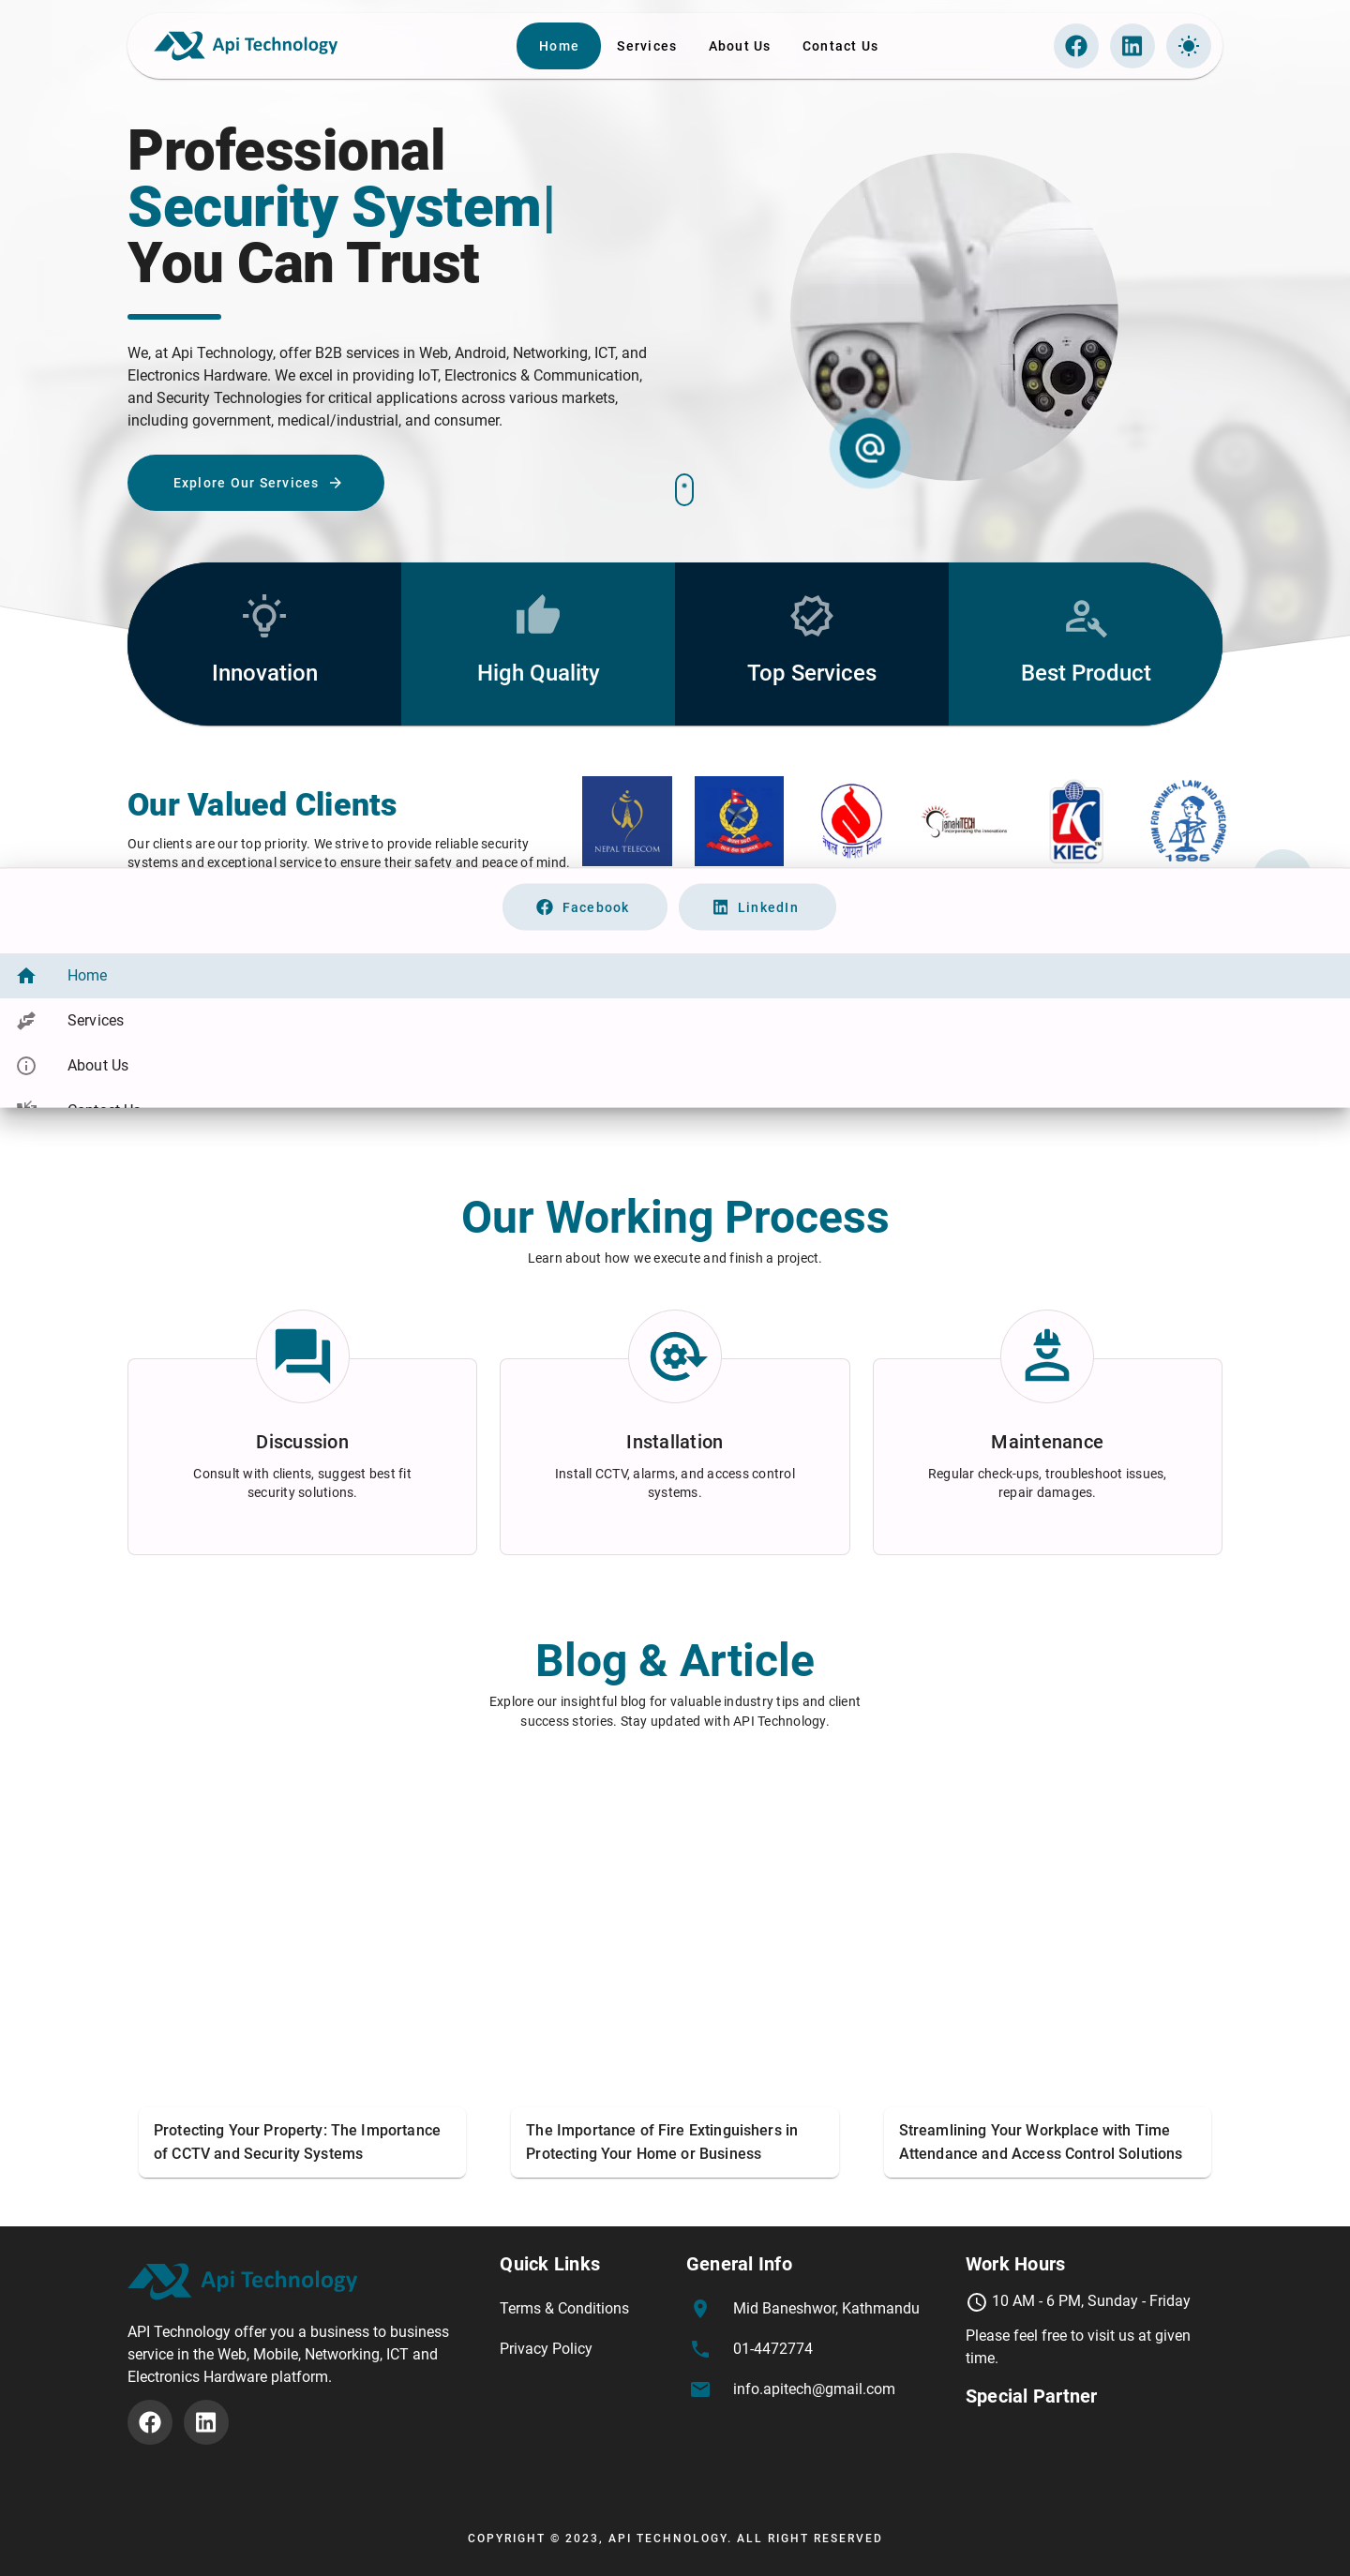 Api Technology
Home
Services
About Us
Contact Us
Professional
Security System|
You Can Trust
We, at Api Technology, offer B2B services in Web, Android, Networking, ICT, and
Electronics Hardware. We excel in providing IoT, Electronics & Communication,
and Security Technologies for critical applications across various markets,
including government, medical/industrial, and consumer.
Explore Our Services
Innovation
High Quality
Top Services
Best Product
Our Valued Clients
Our clients are our top priority. We strive to provide reliable security
systems and exceptional service to ensure their safety and peace of mind.
NEPAL TELECOM
नेपाल आयल निगम
JanakiTECH
incorporating the innovations
KIEC
FORUM FOR WOMEN, LAW AND DEVELOPMENT
1995
Facebook
LinkedIn
Home
Services
About Us
Contact Us
Our Working Process
Learn about how we execute and finish a project.
Discussion
Consult with clients, suggest best fit
security solutions.
Installation
Install CCTV, alarms, and access control
systems.
Maintenance
Regular check-ups, troubleshoot issues,
repair damages.
Blog & Article
Explore our insightful blog for valuable industry tips and client
success stories. Stay updated with API Technology.
Protecting Your Property: The Importance
of CCTV and Security Systems
The Importance of Fire Extinguishers in
Protecting Your Home or Business
Streamlining Your Workplace with Time
Attendance and Access Control Solutions
Api Technology
API Technology offer you a business to business
service in the Web, Mobile, Networking, ICT and
Electronics Hardware platform.
Quick Links
Terms & Conditions
Privacy Policy
General Info
Mid Baneshwor, Kathmandu
01-4472774
info.apitech@gmail.com
Work Hours
10 AM - 6 PM, Sunday - Friday
Please feel free to visit us at given
time.
Special Partner
COPYRIGHT © 2023, API TECHNOLOGY. ALL RIGHT RESERVED